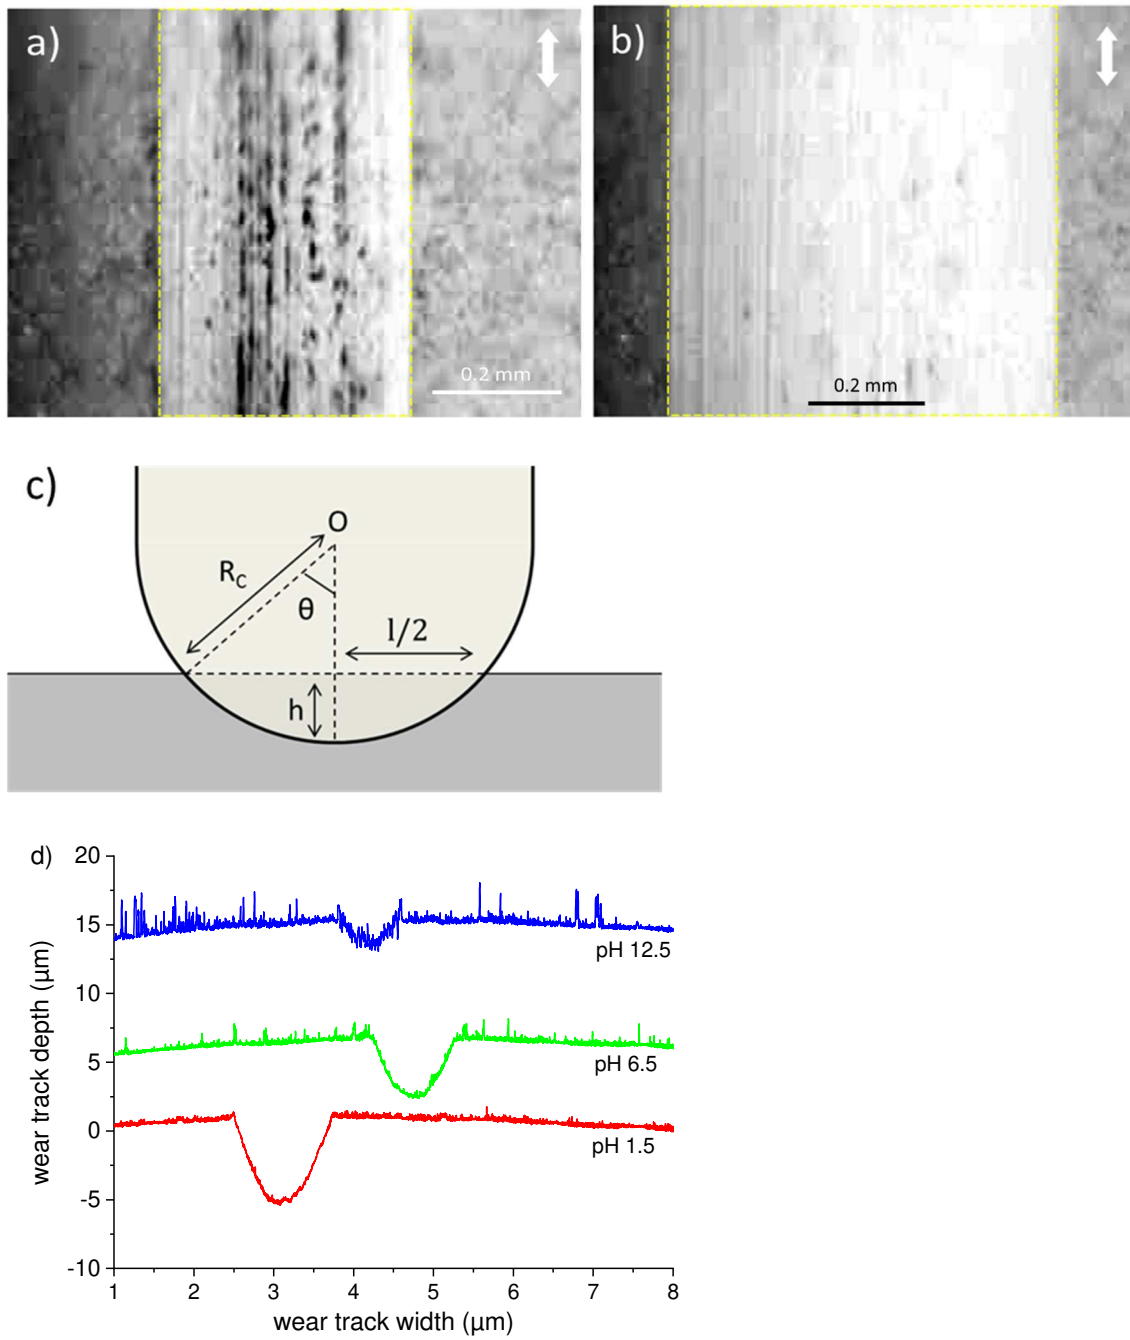 a)
0.2 mm
b)
0.2 mm
c)
O
R_C
θ
l/2
h
d)
20
15
10
5
0
-5
-10
wear track depth (µm)
pH 12.5
pH 6.5
pH 1.5
1 2 3 4 5 6 7 8
wear track width (µm)